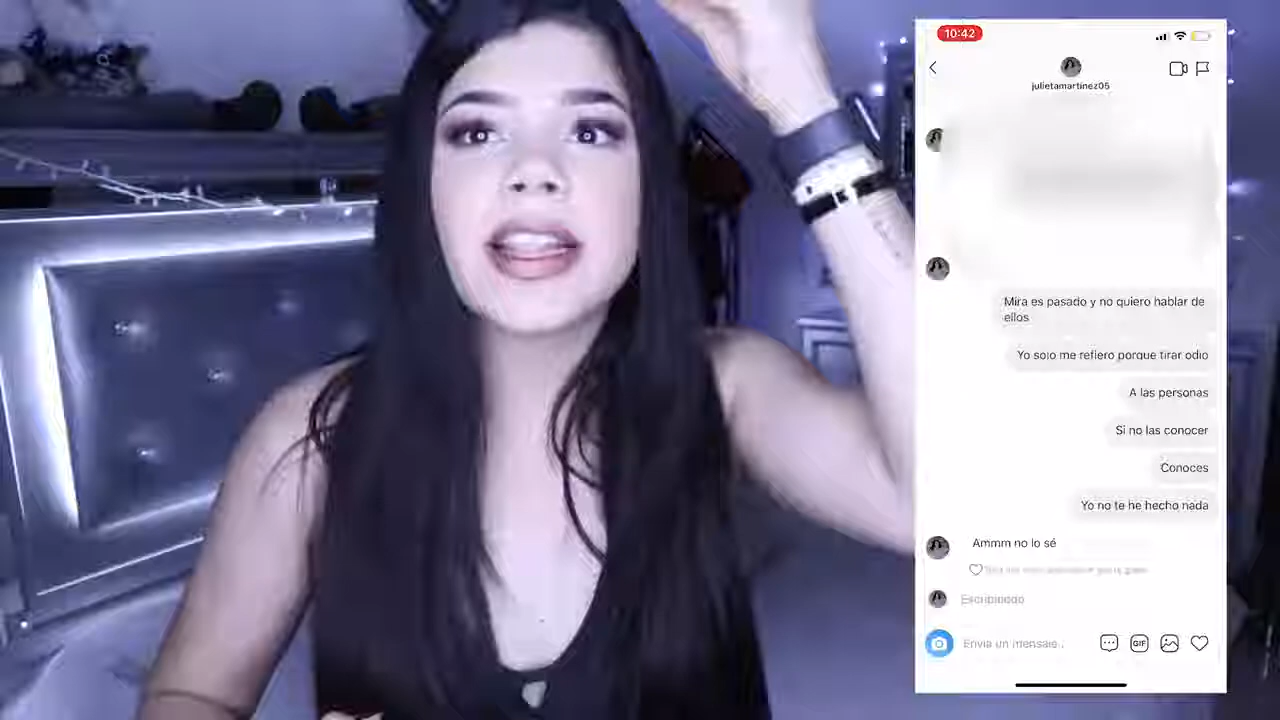 10:42
julietamartinez05
Mira es pasado y no quiero hablar de
ellos
Yo solo me refiero porque tirar odio
A las personas
Si no las conocer
Conoces
Yo no te he hecho nada
Ammm no lo sé
Escribiendo
Envía un mensaje...
GIF